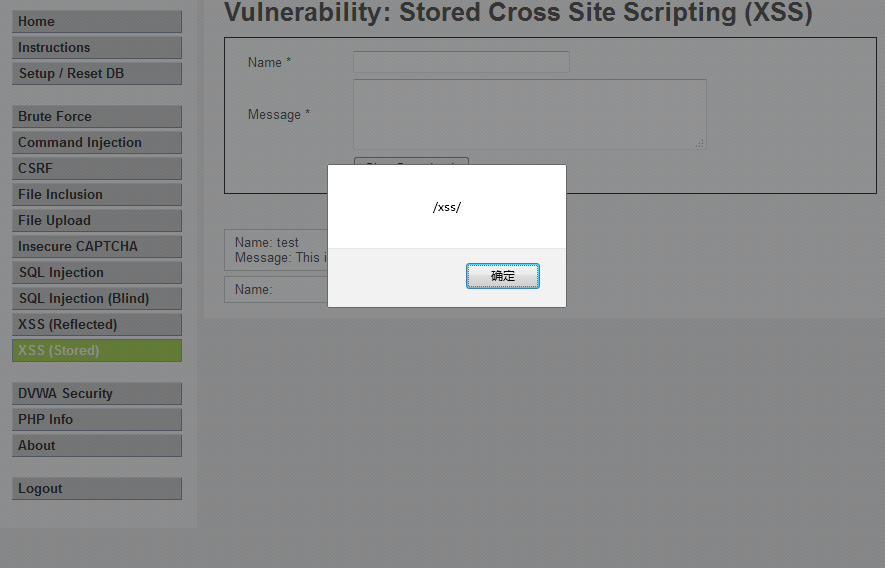 Home
Instructions
Setup / Reset DB
Brute Force
Command Injection
CSRF
File Inclusion
File Upload
Insecure CAPTCHA
SQL Injection
SQL Injection (Blind)
XSS (Reflected)
XSS (Stored)
DVWA Security
PHP Info
About
Logout
Vulnerability: Stored Cross Site Scripting (XSS)
Name *
Message *
/xss/
确定
Name: test
Message: This i
Name: